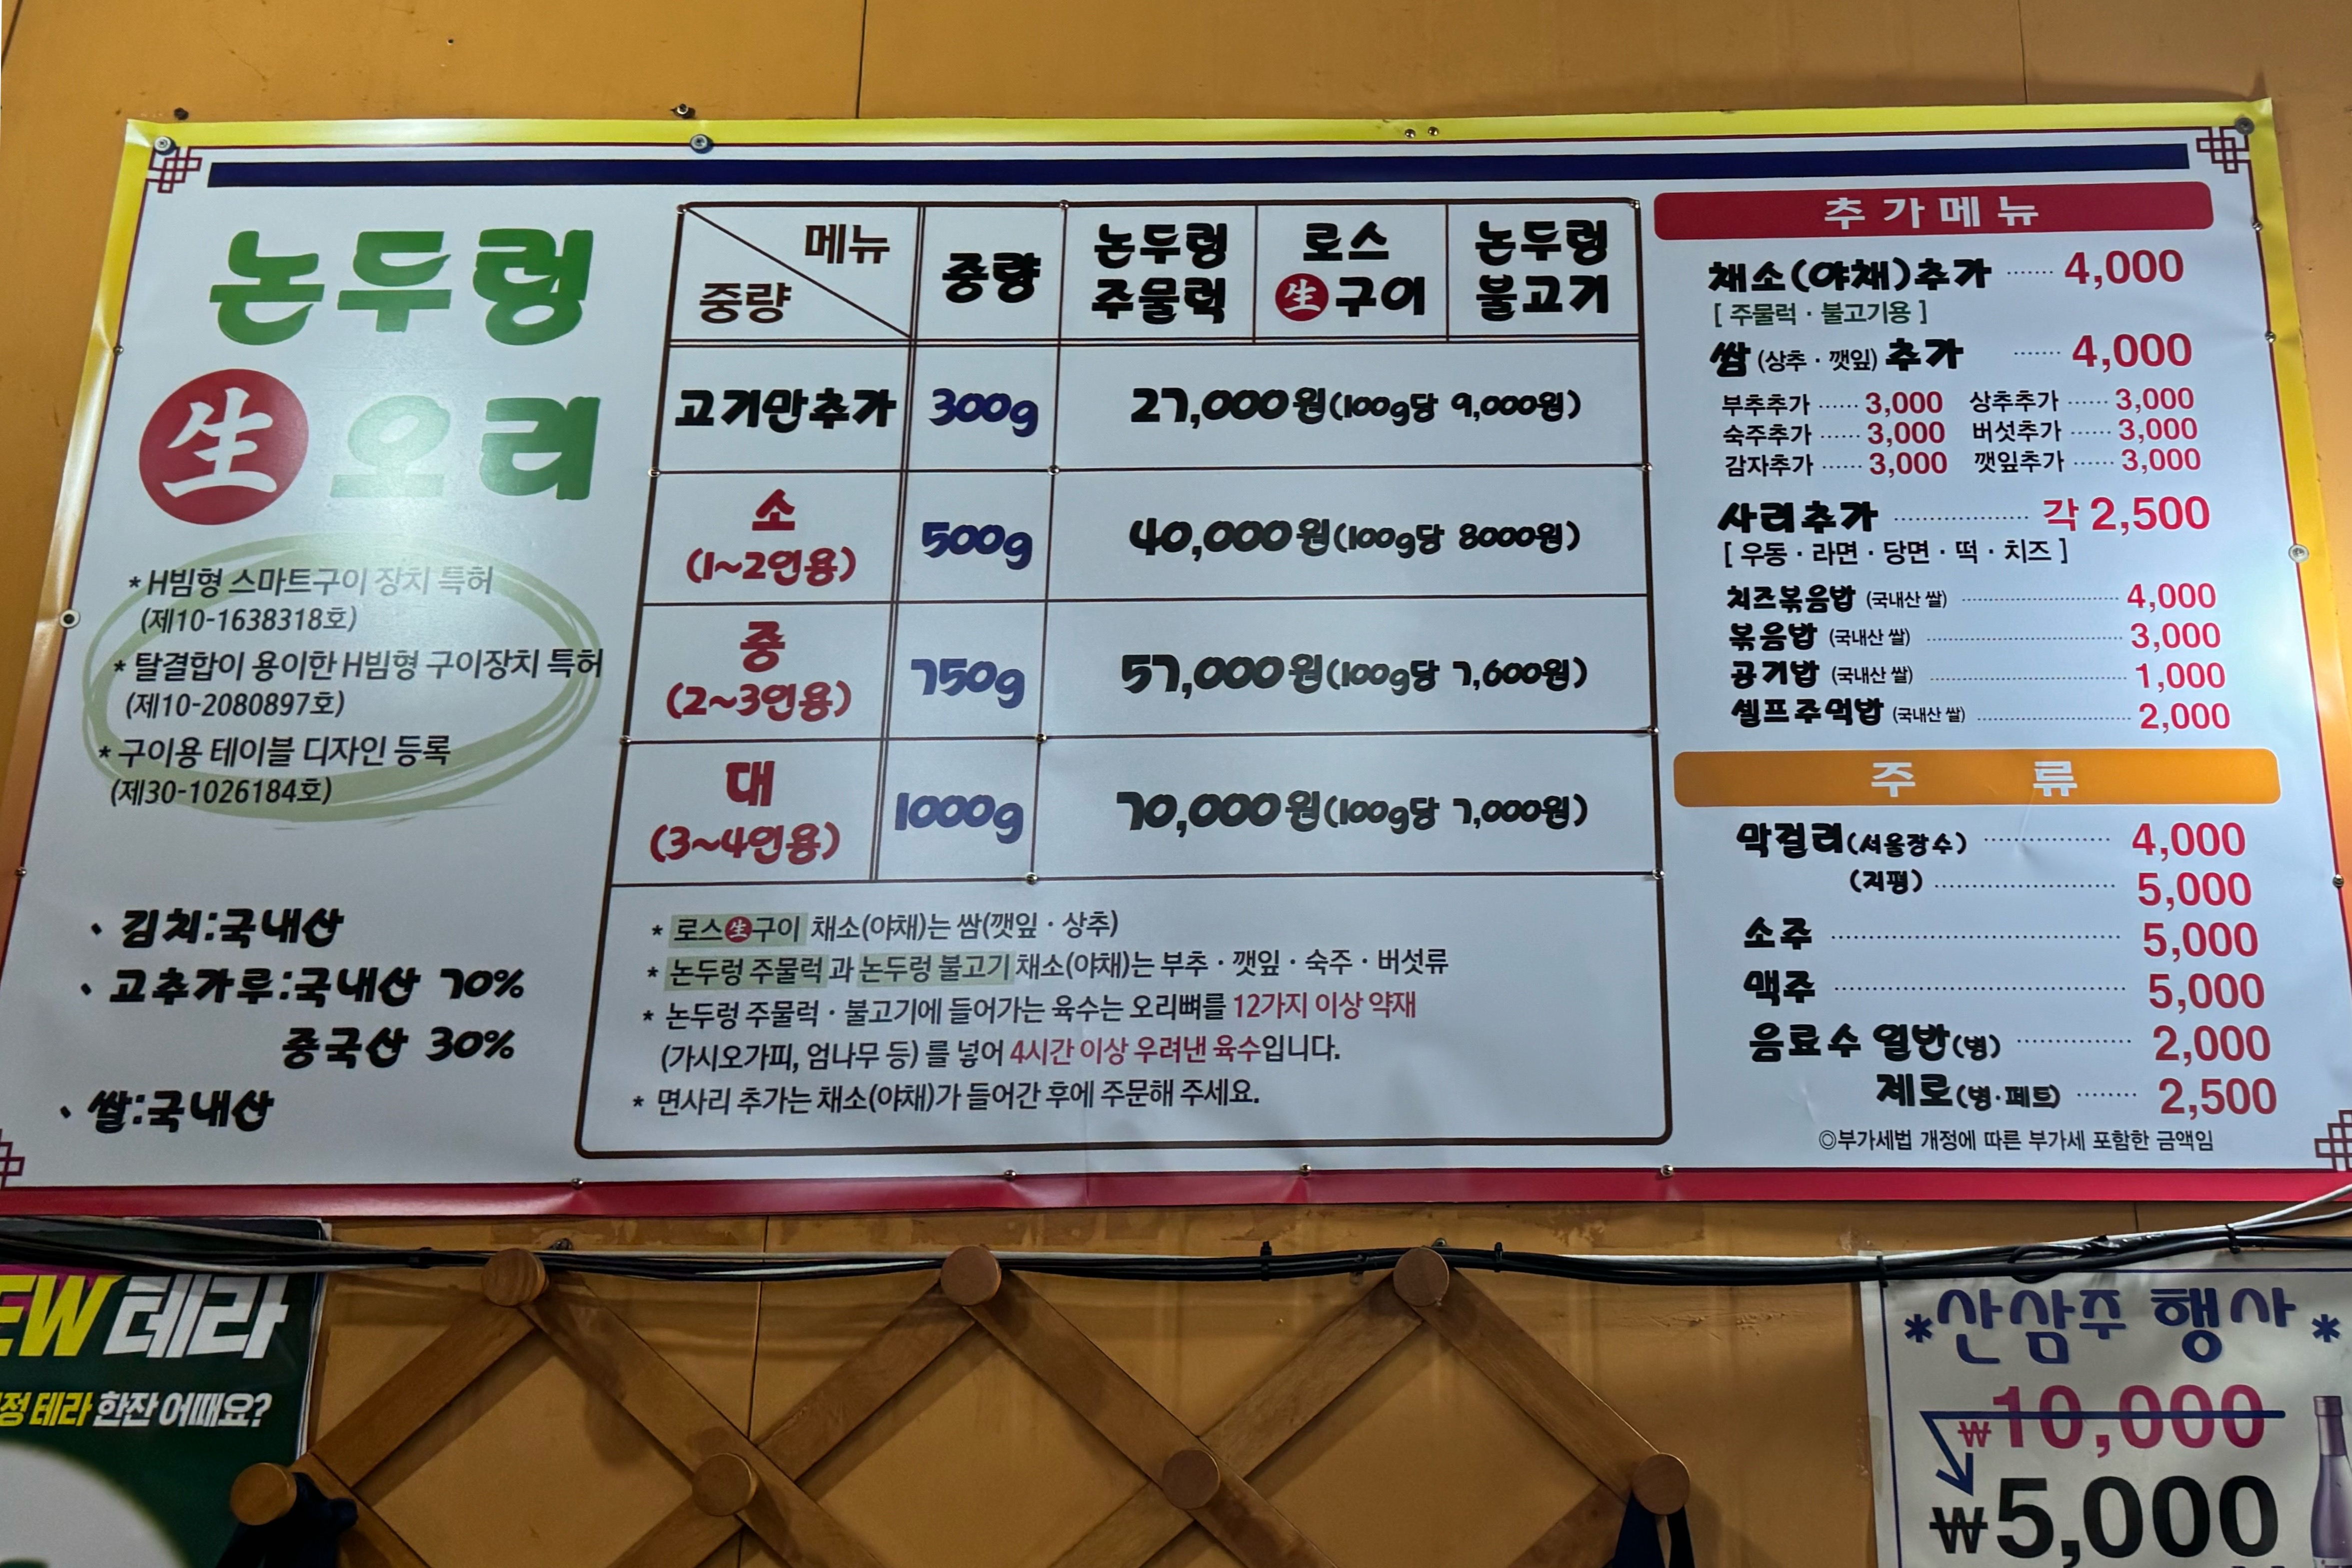 논두렁
生 오리
* H빔형 스마트구이 장치 특허
(제10-1638318호)
* 탈결합이 용이한 H빔형 구이장치 특허
(제10-2080897호)
* 구이용 테이블 디자인 등록
(제30-1026184호)
· 김치:국내산
· 고추가루:국내산 70%
중국산 30%
· 쌀:국내산
메뉴
중량
중량
논두렁
주물럭
로스
生구이
논두렁
불고기
고기만추가 300g 27,000원(100g당 9,000원)
소
(1~2인용)
500g 40,000원(100g당 8000원)
중
(2~3인용)
750g 57,000원(100g당 7,600원)
대
(3~4인용)
1000g 70,000원(100g당 7,000원)
* 로스生구이 채소(야채)는 쌈(깻잎 · 상추)
* 논두렁 주물럭과 논두렁 불고기 채소(야채)는 부추 · 깻잎 · 숙주 · 버섯류
* 논두렁 주물럭 · 불고기에 들어가는 육수는 오리뼈를 12가지 이상 약재
(가시오가피, 엄나무 등) 를 넣어 4시간 이상 우려낸 육수입니다.
* 면사리 추가는 채소(야채)가 들어간 후에 주문해 주세요.
추가메뉴
채소(야채)추가 ······ 4,000
[ 주물럭 · 불고기용 ]
쌈 (상추 · 깻잎) 추가 ······ 4,000
부추추가 ······ 3,000 상추추가 ······ 3,000
숙주추가 ······ 3,000 버섯추가 ······ 3,000
감자추가 ······ 3,000 깻잎추가 ······ 3,000
사리추가 ······ 각 2,500
[ 우동 · 라면 · 당면 · 떡 · 치즈 ]
치즈볶음밥 (국내산 쌀) ······ 4,000
볶음밥 (국내산 쌀) ······ 3,000
공기밥 (국내산 쌀) ······ 1,000
셀프주먹밥 (국내산 쌀) ······ 2,000
주 류
막걸리(서울장수) ······ 4,000
(지평) ······ 5,000
소주 ······ 5,000
맥주 ······ 5,000
음료수 일반(병) ······ 2,000
제로(병·페트) ······ 2,500
◎부가세법 개정에 따른 부가세 포함한 금액임
EW 테라
정 테라 한잔 어때요?
*산삼주 행사*
₩10,000
₩5,000